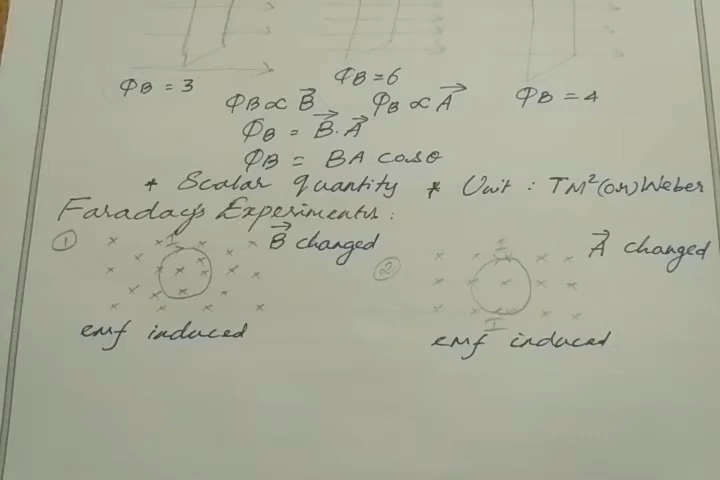 ΦB = 3
ΦB = 6
ΦB = 4
ΦB ∝ B⃗ ΦB ∝ A⃗
ΦB = B⃗ . A⃗
ΦB = BA cosθ
* Scalar quantity * Unit : TM²(or) Weber
Faraday's Experiments :
① B⃗ changed
I
② A⃗ changed
I
I
emf induced
emf induced